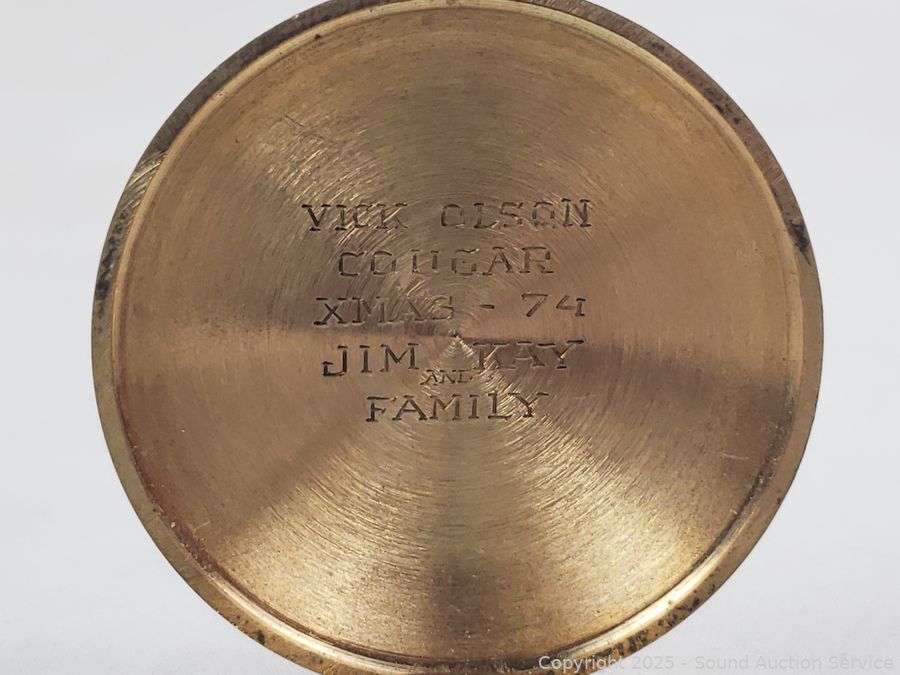 VICK OLSON
COUGAR
XMAS - 74
JIM AND KAY
FAMILY
Copyright 2025 - Sound Auction Service